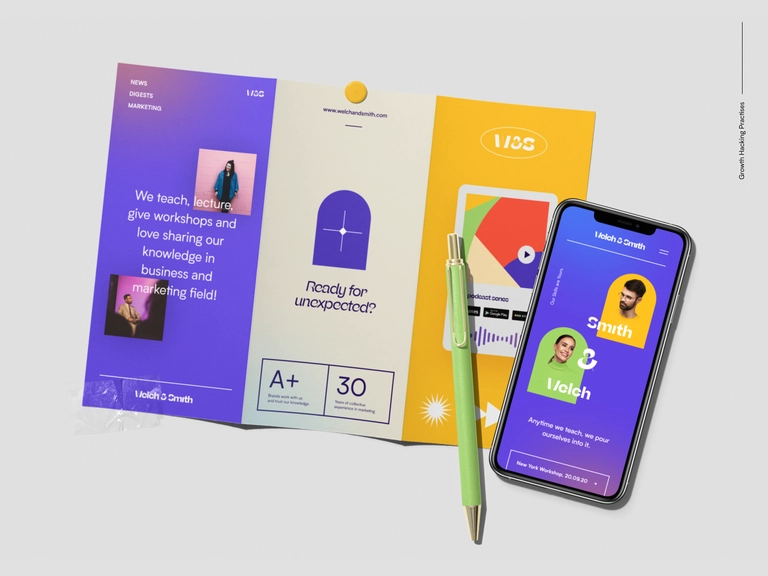 NEWS
DIGESTS
MARKETING
W&S
We teach, lecture,
give workshops and
love sharing our
knowledge in
business and
marketing field!
Welch & Smith
www.welchandsmith.com
Ready for
unexpected?
A+
Brands work with us
and trust our knowledge
30
Years of collective
experience in marketing
W&S
podcast
Google Play
Welch & Smith
Our Skills are Yours.
Smith
&
Welch
Anytime we teach, we pour
ourselves into it.
New York Workshop, 20.09.20
Growth Hacking Practises